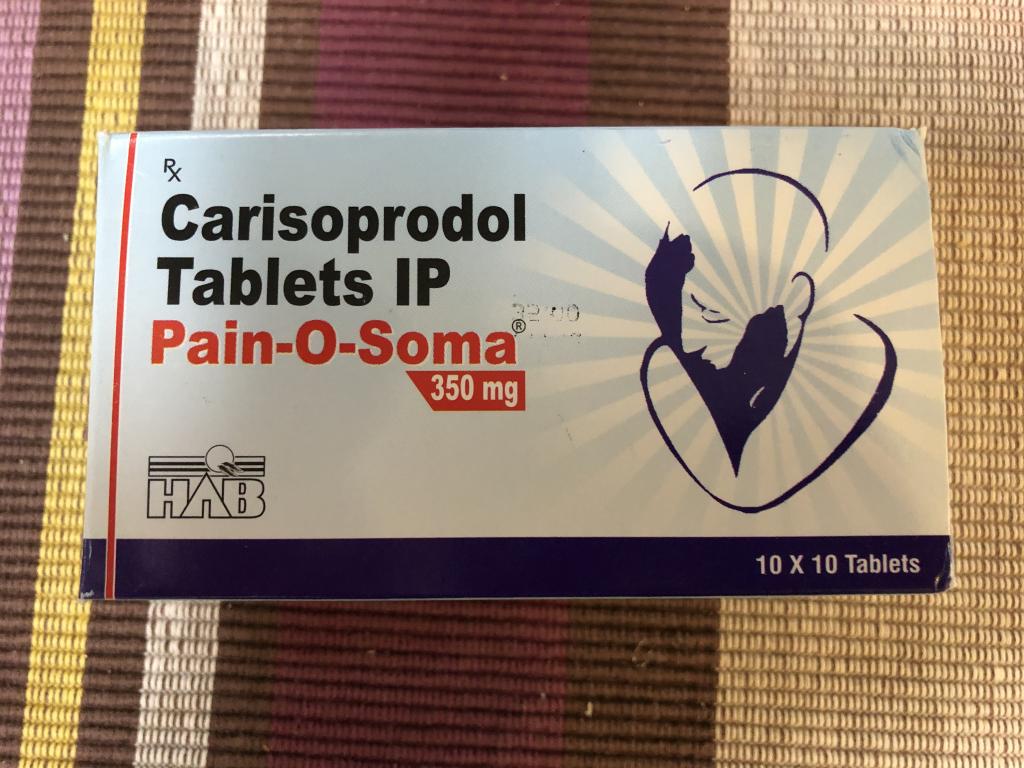 Rx
Carisoprodol
Tablets IP
Pain-O-Soma®
350 mg
HAB
10 X 10 Tablets